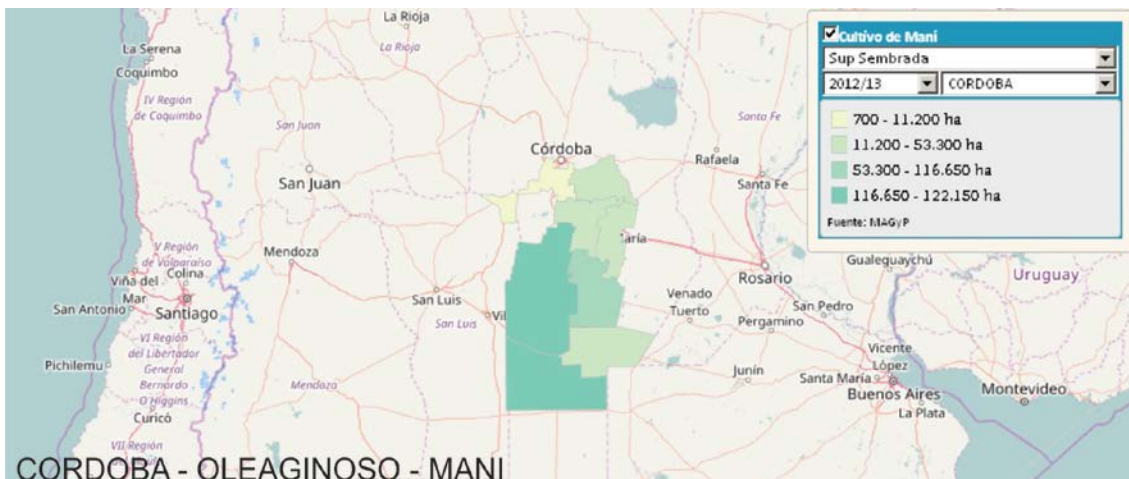 La Rioja
La Rioja
La Serena
Coquimbo
IV Región
de Coquimbo
San Juan
San Juan
Córdoba
Santa Fe
Rafaela
Santa Fe
Mendoza
V Región
de Valparaíso
Viña del
Mar
Colina
San Antonio
Santiago
San Luis
San Luis
Vil
aría
Rosario
Gualeguaychú
Uruguay
Venado
Tuerto
San Pedro
Pergamino
VI Región
del Libertador
General
Bernardo
O'Higgins
Pichilemu
Mendoza
Junín
Vicente
López
Santa María
Buenos Aires
Montevideo
La Plata
Curicó
VII Región
Cultivo de Maní
Sup Sembrada
2012/13 CORDOBA
700 - 11.200 ha
11.200 - 53.300 ha
53.300 - 116.650 ha
116.650 - 122.150 ha
Fuente: MAGyP
CORDOBA - OLEAGINOSO - MANI